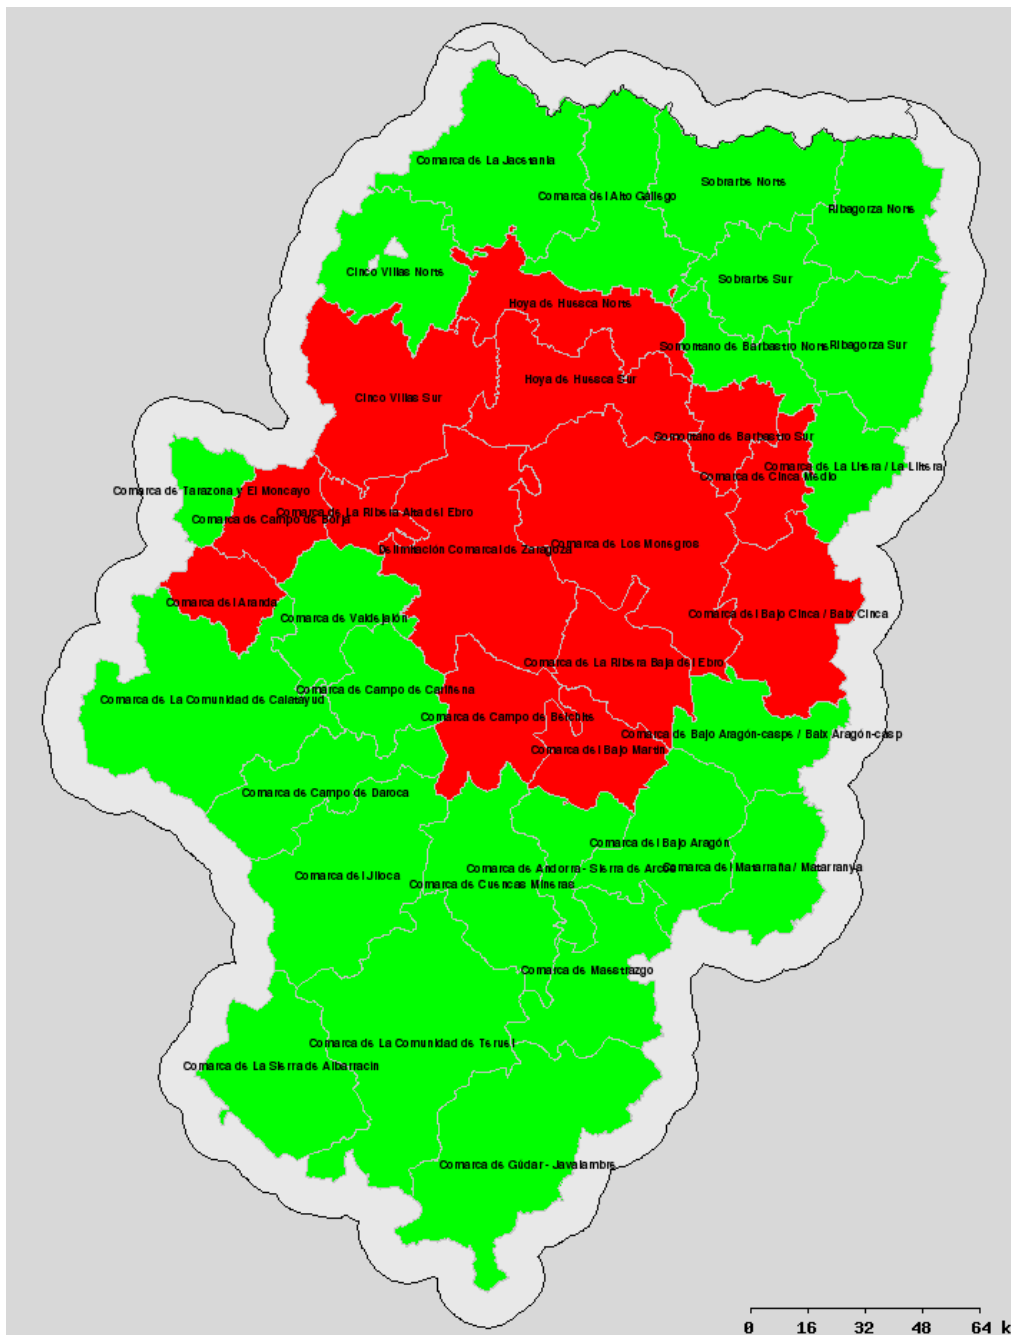 Comarca de La Jacetania
Sobrarbe Norte
Comarca del Alto Gállego
Ribagorza Norte
Cinco Villas Norte
Sobrarbe Sur
Hoya de Huesca Norte
Somontano de Barbastro Norte
Ribagorza Sur
Hoya de Huesca Sur
Cinco Villas Sur
Somontano de Barbastro Sur
Comarca de La Litera / La Llitera
Comarca de Cinca Medio
Comarca de Tarazona y El Moncayo
Comarca de La Ribera Alta del Ebro
Comarca de Campo de Borja
Comarca de Los Monegros
Delimitación Comarcal de Zaragoza
Comarca del Aranda
Comarca del Bajo Cinca / Baix Cinca
Comarca de Valdejalón
Comarca de La Ribera Baja del Ebro
Comarca de Campo de Cariñena
Comarca de La Comunidad de Calatayud
Comarca de Campo de Belchite
Comarca de Bajo Aragón-caspe / Baix Aragón-casp
Comarca del Bajo Martín
Comarca de Campo de Daroca
Comarca del Bajo Aragón
Comarca de Andorra - Sierra de Arcos
Comarca del Matarraña / Matarranya
Comarca del Jiloca
Comarca de Cuencas Mineras
Comarca de Maestrazgo
Comarca de La Comunidad de Teruel
Comarca de La Sierra de Albarracín
Comarca de Gúdar - Javalambre
0 16 32 48 64 k